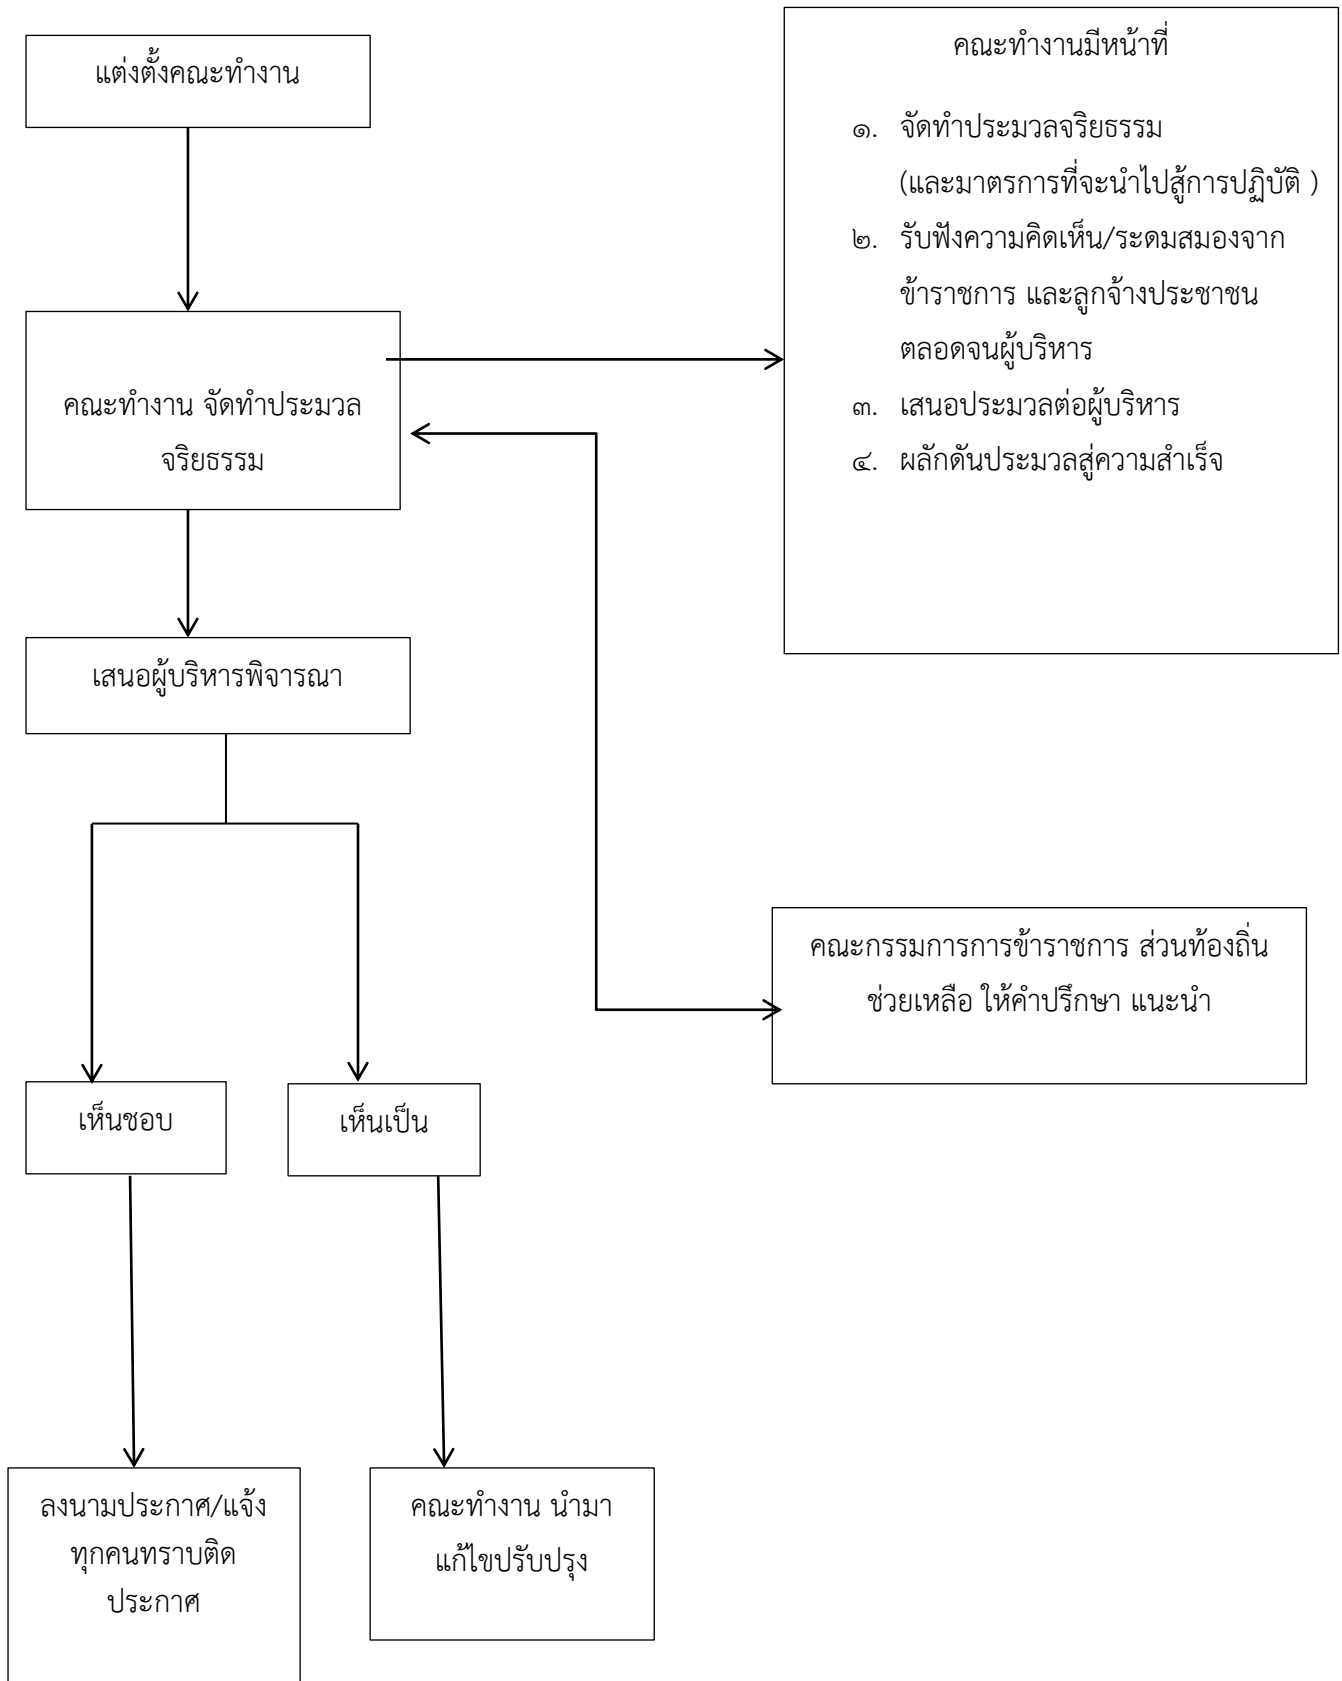 แต่งตั้งคณะทำงาน
คณะทำงานมีหน้าที่
๑. จัดทำประมวลจริยธรรม
(และมาตรการที่จะนำไปสู้การปฏิบัติ )
๒. รับฟังความคิดเห็น/ระดมสมองจาก
ข้าราชการ และลูกจ้างประชาชน
ตลอดจนผู้บริหาร
๓. เสนอประมวลต่อผู้บริหาร
๔. ผลักดันประมวลสู่ความสำเร็จ
คณะทำงาน จัดทำประมวล
จริยธรรม
เสนอผู้บริหารพิจารณา
คณะกรรมการการข้าราชการ ส่วนท้องถิ่น
ช่วยเหลือ ให้คำปรึกษา แนะนำ
เห็นชอบ
เห็นเป็น
ลงนามประกาศ/แจ้ง
ทุกคนทราบติด
ประกาศ
คณะทำงาน นำมา
แก้ไขปรับปรุง